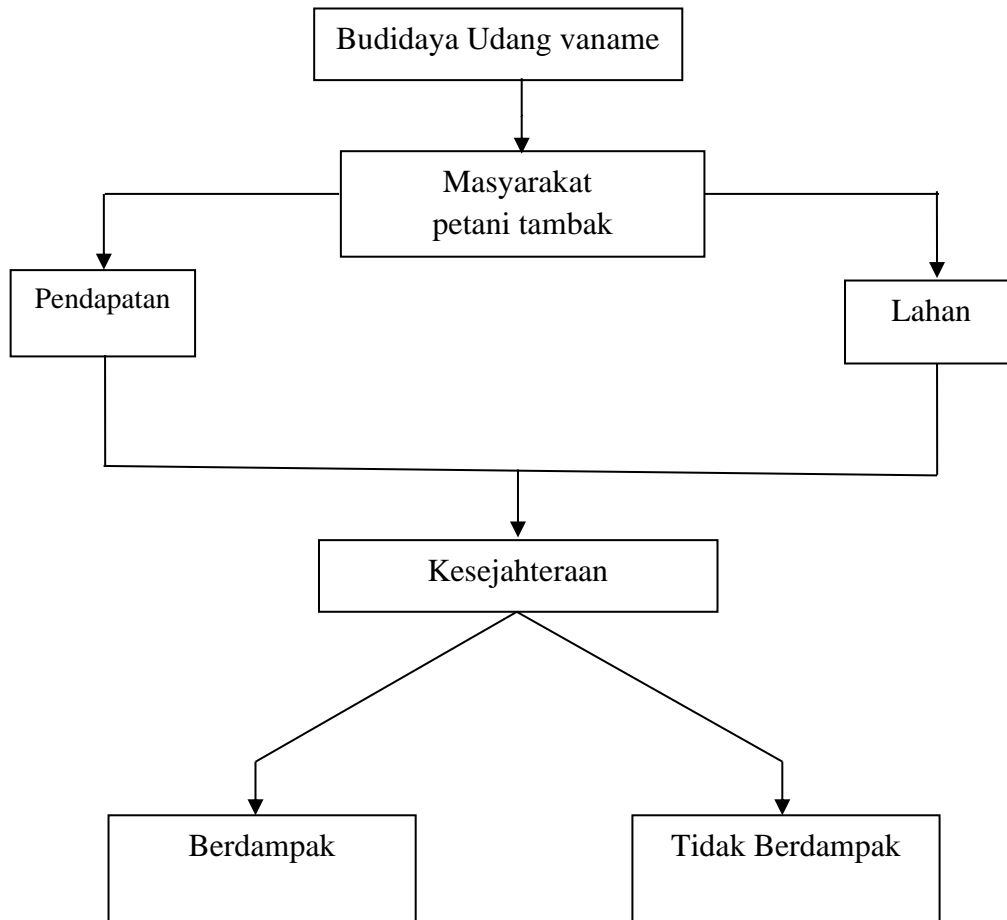 Budidaya Udang vaname
Masyarakat
petani tambak
Pendapatan
Lahan
Kesejahteraan
Berdampak
Tidak Berdampak